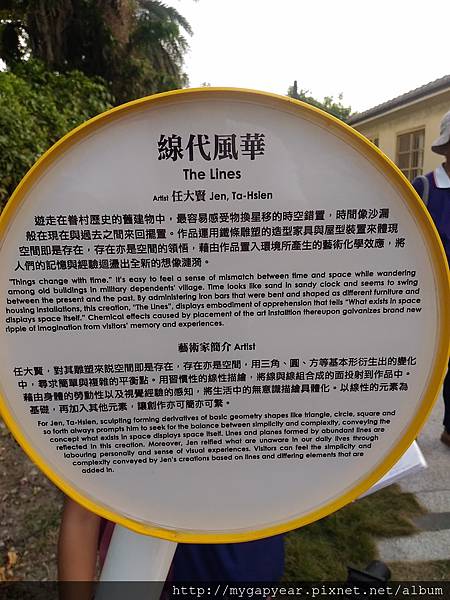 線代風華
The Lines
Artist 任大賢 Jen, Ta-Hsien
遊走在眷村歷史的舊建物中，最容易感受物換星移的時空錯置，時間像沙漏
般在現在與過去之間來回擺置。作品運用鐵條雕塑的造型家具與屋型裝置來體現
空間即是存在，存在亦是空間的領悟，藉由作品置入環境所產生的藝術化學效應，將
人們的記憶與經驗迴盪出全新的想像漣漪。
"Things change with time." It's easy to feel a sense of mismatch between time and space while wandering
among old buildings in military dependents' village. Time looks like sand in sandy clock and seems to swing
between the present and the past. By administering iron bars that were bent and shaped as different furniture and
housing installations, this creation, "The Lines", displays embodiment of apprehension that tells "What exists in space
displays space itself." Chemical effects caused by placement of the art installation thereupon galvanizes brand new
ripple of imagination from visitors' memory and experiences.
藝術家簡介 Artist
任大賢，對其雕塑來說空間即是存在，存在亦是空間，用三角、圓、方等基本形衍生出的變化
中，尋求簡單與複雜的平衡點。用習慣性的線性描繪，將線與線組合成的面投射到作品中。
藉由身體的勞動性以及視覺經驗的感知，將生活中的無意識描繪具體化。以線性的元素為
基礎，再加入其他元素，讓創作亦可簡亦可繁。
For Jen, Ta-Hsien, sculpting forming derivatives of basic geometry shapes like triangle, circle, square and
so forth always prompts him to seek for the balance between simplicity and complexity, conveying the
concept what exists in space displays space itself. Lines and planes formed by abundant lines are
reflected in this creation. Moreover, Jen reified what are unaware in our daily lives through
labouring personally and sense of visual experiences. Visitors can feel the simplicity and
complexity conveyed by Jen's creations based on lines and differing elements that are
added in.
http://mygapyear.pixnet.net/album